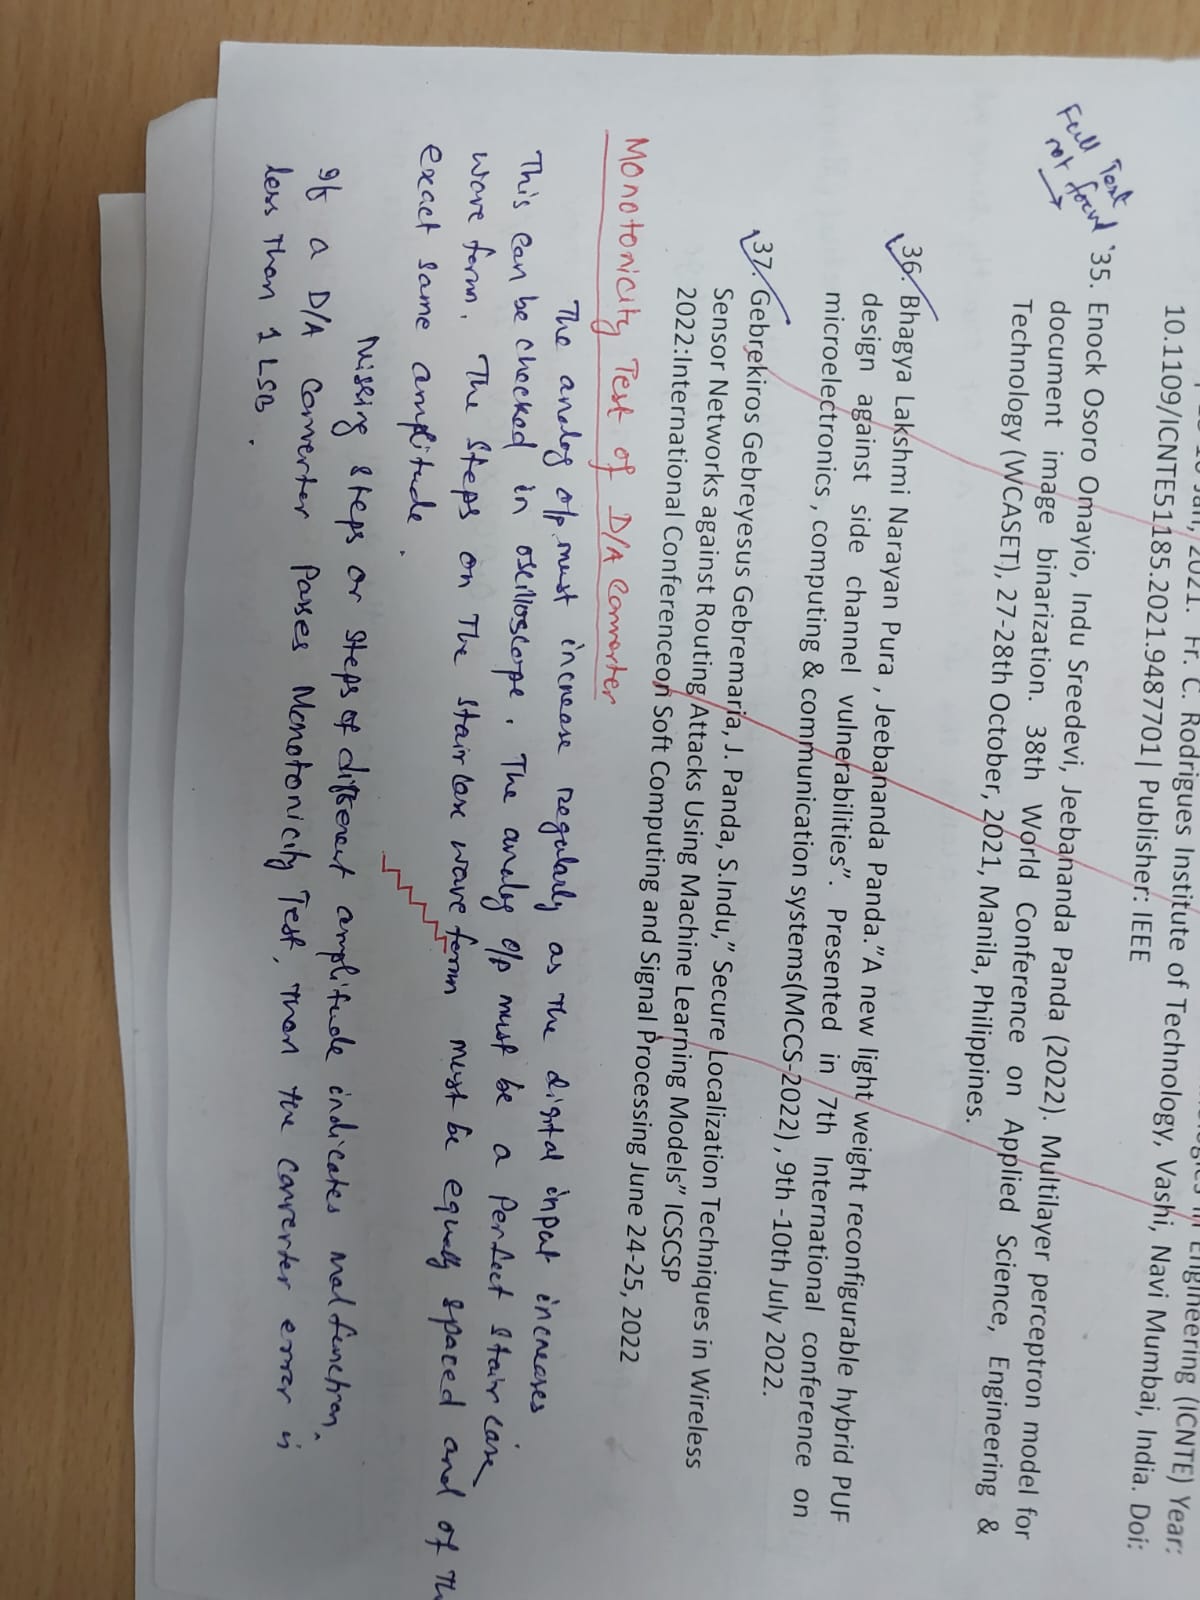 Jan, 2021. Fr. C. Rodrigues Institute of Technology, Vashi, Navi Mumbai, India. Doi:
Engineering (ICNTE) Year:
10.1109/ICNTE51185.2021.9487701| Publisher: IEEE
Full Text
not found
35. Enock Osoro Omayio, Indu Sreedevi, Jeebananda Panda (2022). Multilayer perceptron model for
document image binarization. 38th World Conference on Applied Science, Engineering &
Technology (WCASET), 27-28th October, 2021, Manila, Philippines.
36. Bhagya Lakshmi Narayan Pura , Jeebananda Panda.”A new light weight reconfigurable hybrid PUF
design against side channel vulnerabilities”. Presented in 7th International conference on
microelectronics , computing & communication systems(MCCS-2022) , 9th -10th July 2022.
37. Gebrekiros Gebreyesus Gebremaria, J. Panda, S.Indu,” Secure Localization Techniques in Wireless
Sensor Networks against Routing Attacks Using Machine Learning Models” ICSCSP
2022:International Conferenceon Soft Computing and Signal Processing June 24-25, 2022
Monotonicity Test of D/A Converter
The analog o/p must increase regularly as the digital input increases.
This can be checked in oscilloscope. The analog o/p must be a perfect stair case
wave form. The steps on The stair case wave form must be equally spaced and of Th
exact same amplitude.
Missing steps or steps of different amplitude indicates malfunction.
If a D/A converter passes Monotonicity Test, then the converter error is
less than 1 LSB.